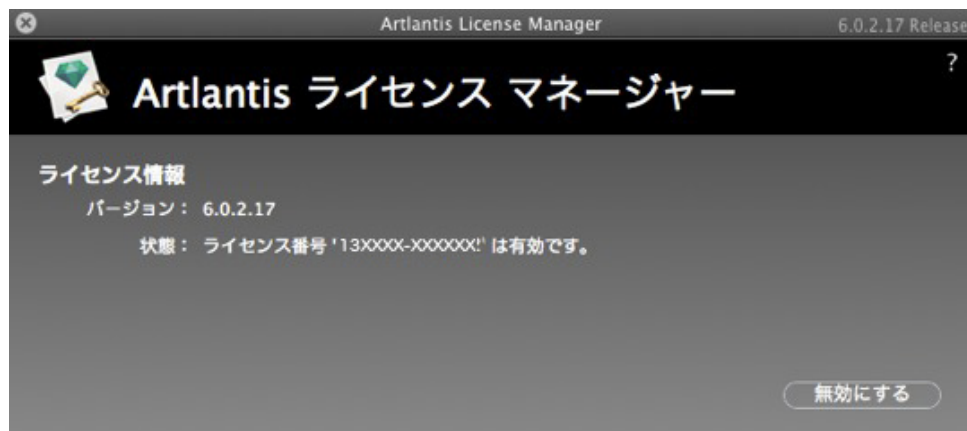 Artlantis License Manager
6.0.2.17 Release
?
Artlantis ライセンス マネージャー
ライセンス情報
バージョン： 6.0.2.17
状態： ライセンス番号 '13XXXX-XXXXXX!' は有効です。
無効にする